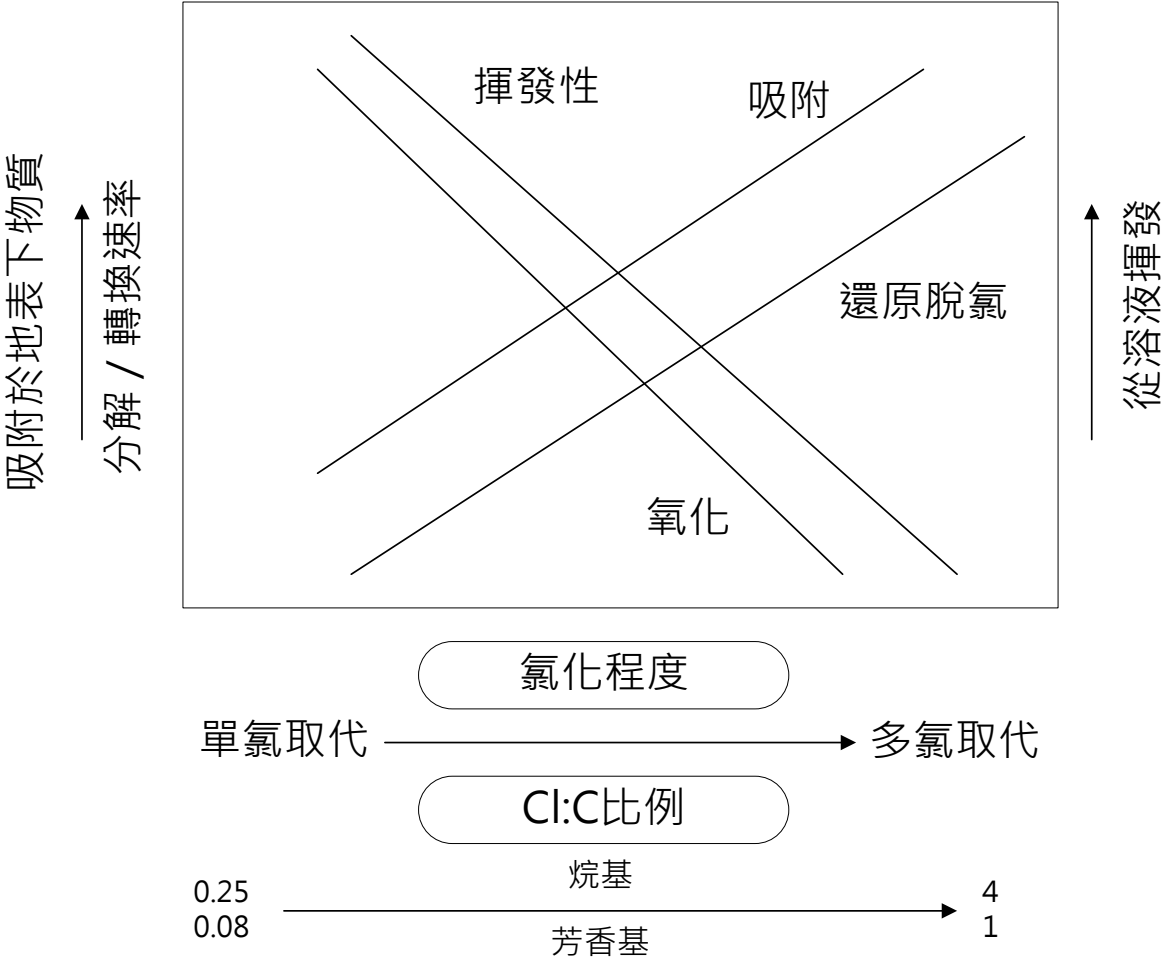 揮發性
吸附
吸附於地表下物質
分解 / 轉換速率
還原脫氯
從溶液揮發
氧化
氯化程度
單氯取代
多氯取代
Cl:C比例
烷基
0.25
4
0.08
1
芳香基